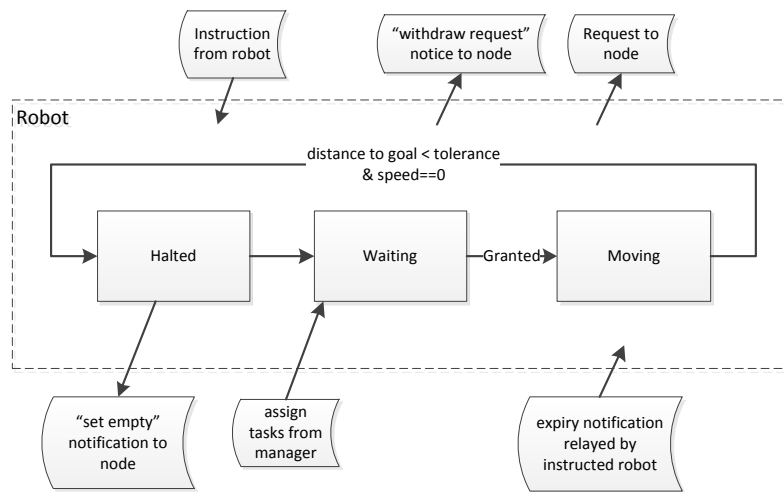 Instruction
from robot
“withdraw request”
notice to node
Request to
node
Robot
distance to goal < tolerance
& speed==0
Halted
Waiting
Granted
Moving
“set empty”
notification to
node
assign
tasks from
manager
expiry notification
relayed by
instructed robot